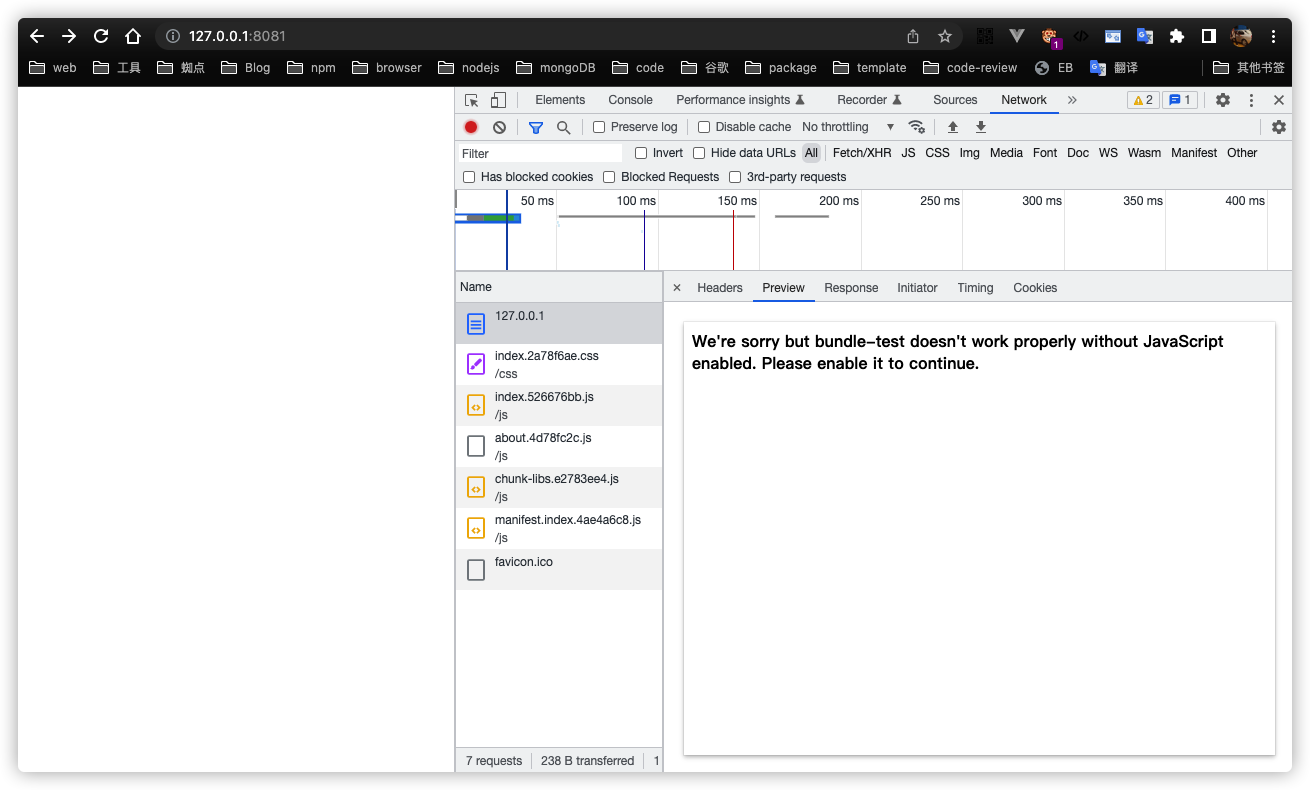 127.0.0.1:8081
1
web 工具 蜘点 Blog npm browser nodejs mongoDB code 谷歌 package template code-review EB 翻译 其他书签
Elements Console Performance insights Recorder Sources Network 2 1
Preserve log Disable cache No throttling
Filter Invert Hide data URLs All Fetch/XHR JS CSS Img Media Font Doc WS Wasm Manifest Other
Has blocked cookies Blocked Requests 3rd-party requests
50 ms 100 ms 150 ms 200 ms 250 ms 300 ms 350 ms 400 ms
Name
Headers Preview Response Initiator Timing Cookies
127.0.0.1
index.2a78f6ae.css
/css
index.526676bb.js
/js
about.4d78fc2c.js
/js
chunk-libs.e2783ee4.js
/js
manifest.index.4ae4a6c8.js
/js
favicon.ico
We're sorry but bundle-test doesn't work properly without JavaScript
enabled. Please enable it to continue.
7 requests 238 B transferred 1